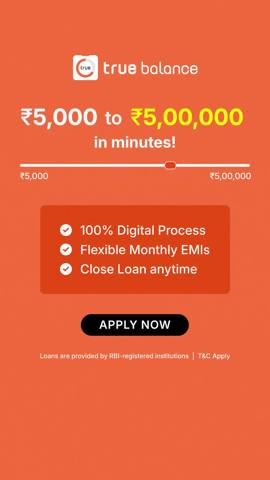 true true balance
₹5,000 to ₹5,00,000
in minutes!
₹5,000 ₹5,00,000
100% Digital Process
Flexible Monthly EMIs
Close Loan anytime
APPLY NOW
Loans are provided by RBI-registered institutions | T&C Apply